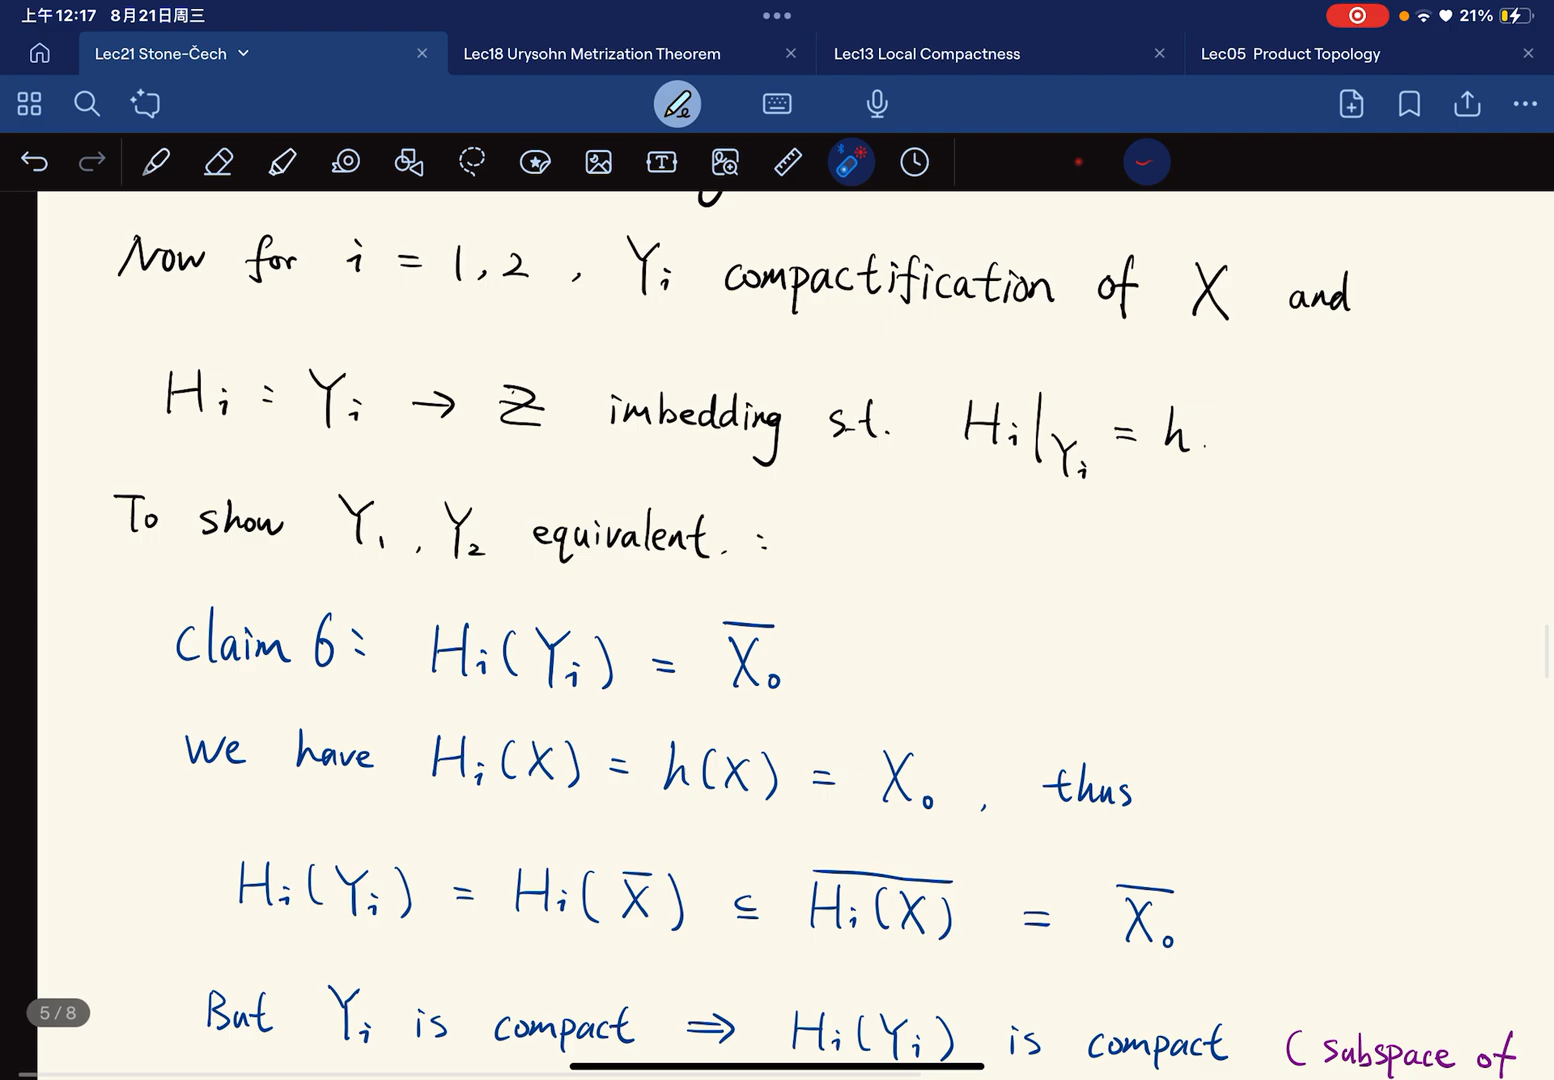 上午12:17 8月21日周三
21%
Lec21 Stone-Čech
Lec18 Urysohn Metrization Theorem
Lec13 Local Compactness
Lec05 Product Topology
Now for i = 1, 2, Yi compactification of X and
Hi : Yi → Z imbedding s.t. Hi|Yi = h.
To show Y1, Y2 equivalent. :
Claim 6: Hi(Yi) = X̅₀
We have Hi(X) = h(X) = X₀, thus
Hi(Yi) = Hi(X̅) ⊆ \overline{Hi(X)} = X̅₀
But Yi is compact ⇒ Hi(Yi) is compact (subspace of
5 / 8